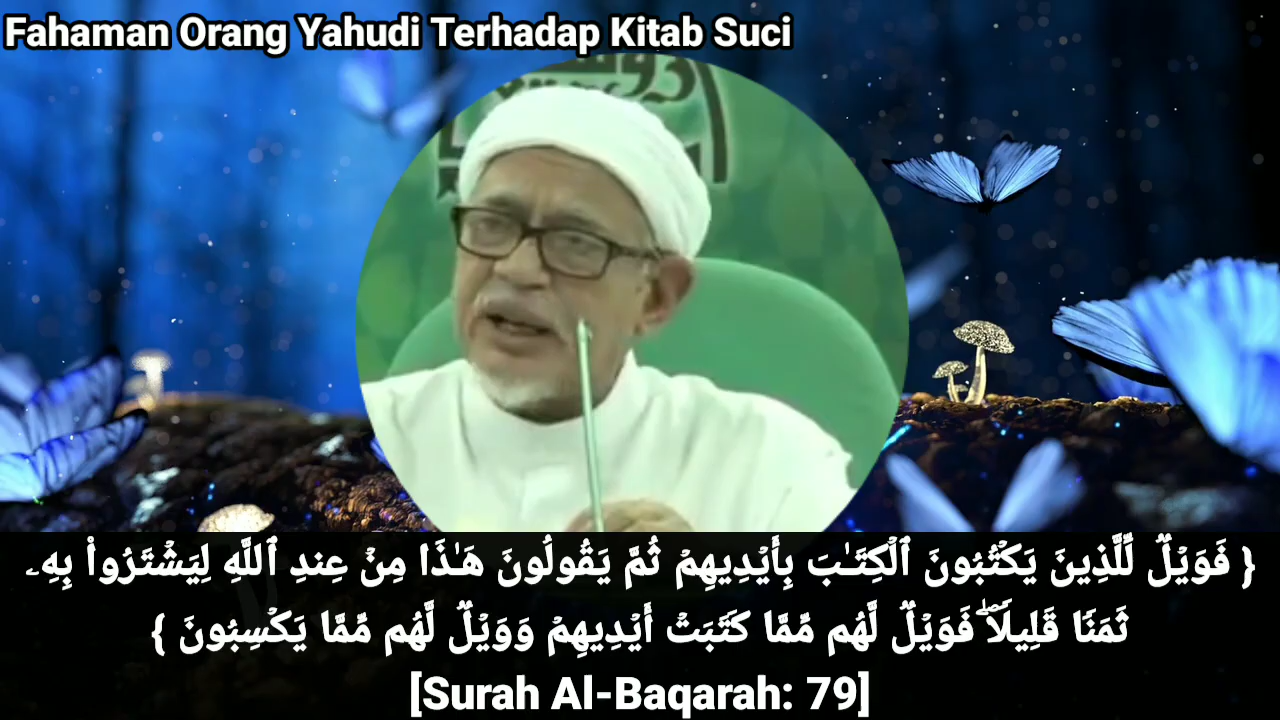 Fahaman Orang Yahudi Terhadap Kitab Suci
{ فَوَيْلٌ لِّلَّذِينَ يَكْتُبُونَ ٱلْكِتَـٰبَ بِأَيْدِيهِمْ ثُمَّ يَقُولُونَ هَـٰذَا مِنْ عِندِ ٱللَّهِ لِيَشْتَرُوا۟ بِهِۦ
ثَمَنًا قَلِيلًا ۖ فَوَيْلٌ لَّهُم مِّمَّا كَتَبَتْ أَيْدِيهِمْ وَوَيْلٌ لَّهُم مِّمَّا يَكْسِبُونَ }
[Surah Al-Baqarah: 79]